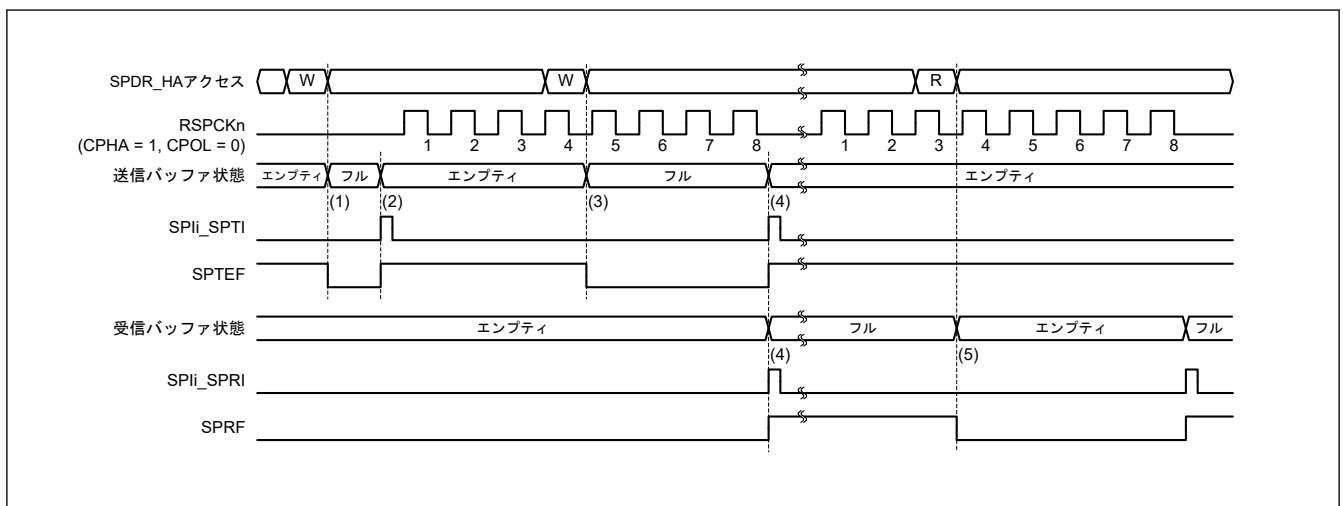 SPDR_HAアクセス W W R
RSPCKn
(CPHA = 1, CPOL = 0)
1 2 3 4 5 6 7 8 1 2 3 4 5 6 7 8
送信バッファ状態 エンプティ フル エンプティ フル エンプティ
(1) (2) (3) (4)
SPIi_SPTI
SPTEF
受信バッファ状態 エンプティ フル エンプティ フル
(4) (5)
SPIi_SPRI
SPRF